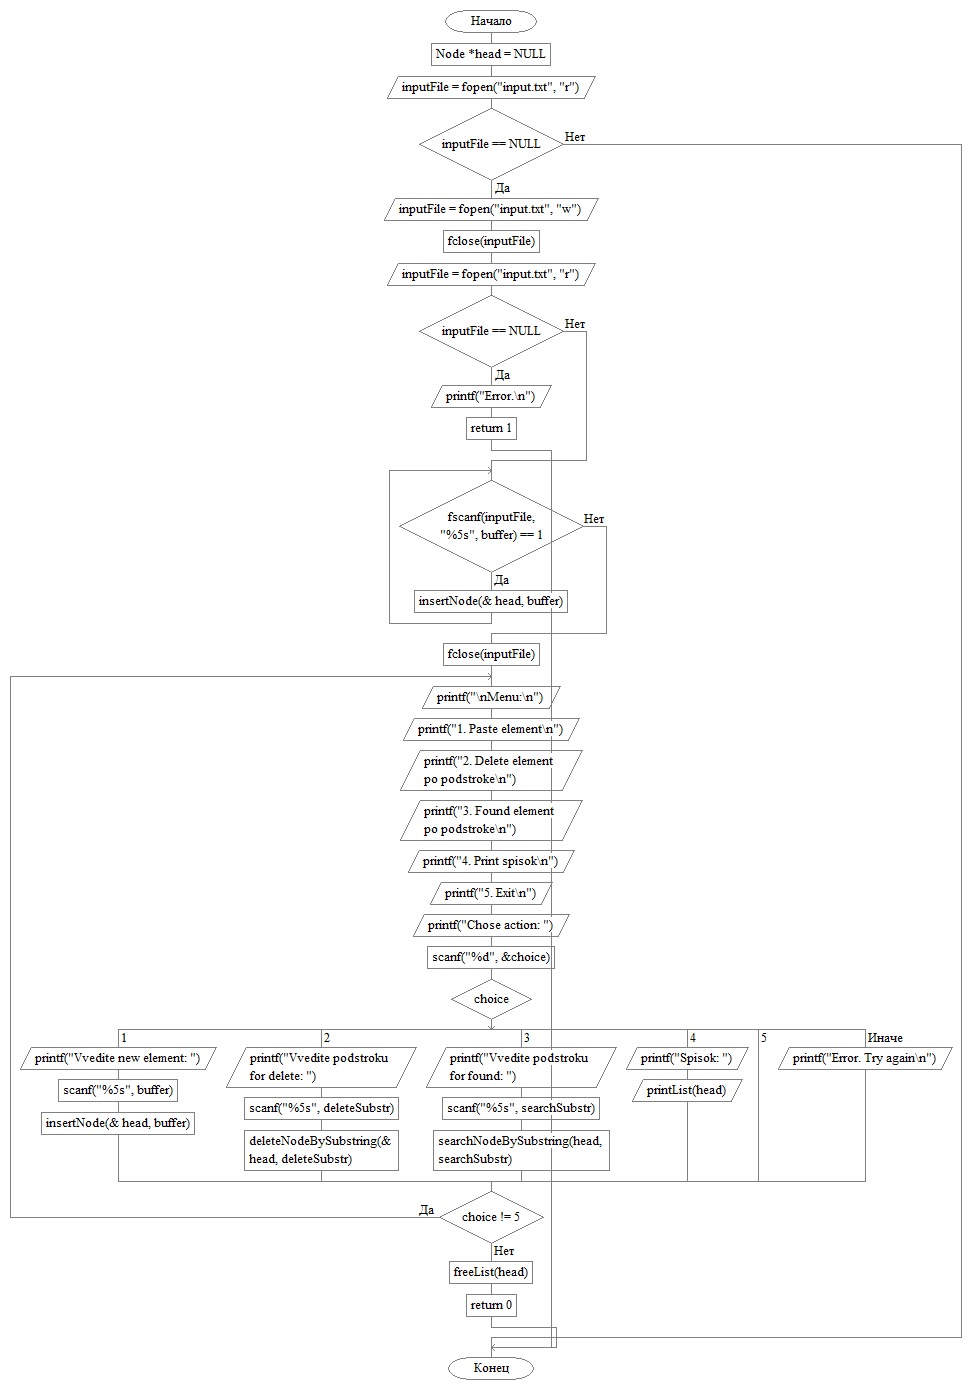 Начало
Node *head = NULL
inputFile = fopen("input.txt", "r")
inputFile == NULL
Нет
Да
inputFile = fopen("input.txt", "w")
fclose(inputFile)
inputFile = fopen("input.txt", "r")
inputFile == NULL
Нет
Да
printf("Error.\n")
return 1
fscanf(inputFile,
"%5s", buffer) == 1
Нет
Да
insertNode(& head, buffer)
fclose(inputFile)
printf("\nMenu:\n")
printf("1. Paste element\n")
printf("2. Delete element
po podstroke\n")
printf("3. Found element
po podstroke\n")
printf("4. Print spisok\n")
printf("5. Exit\n")
printf("Chose action: ")
scanf("%d", &choice)
choice
1
printf("Vvedite new element: ")
scanf("%5s", buffer)
insertNode(& head, buffer)
2
printf("Vvedite podstroku
for delete: ")
scanf("%5s", deleteSubstr)
deleteNodeBySubstring(&
head, deleteSubstr)
3
printf("Vvedite podstroku
for found: ")
scanf("%5s", searchSubstr)
searchNodeBySubstring(head,
searchSubstr)
4
printf("Spisok: ")
printList(head)
5
Иначе
printf("Error. Try again\n")
choice != 5
Да
Нет
freeList(head)
return 0
Конец